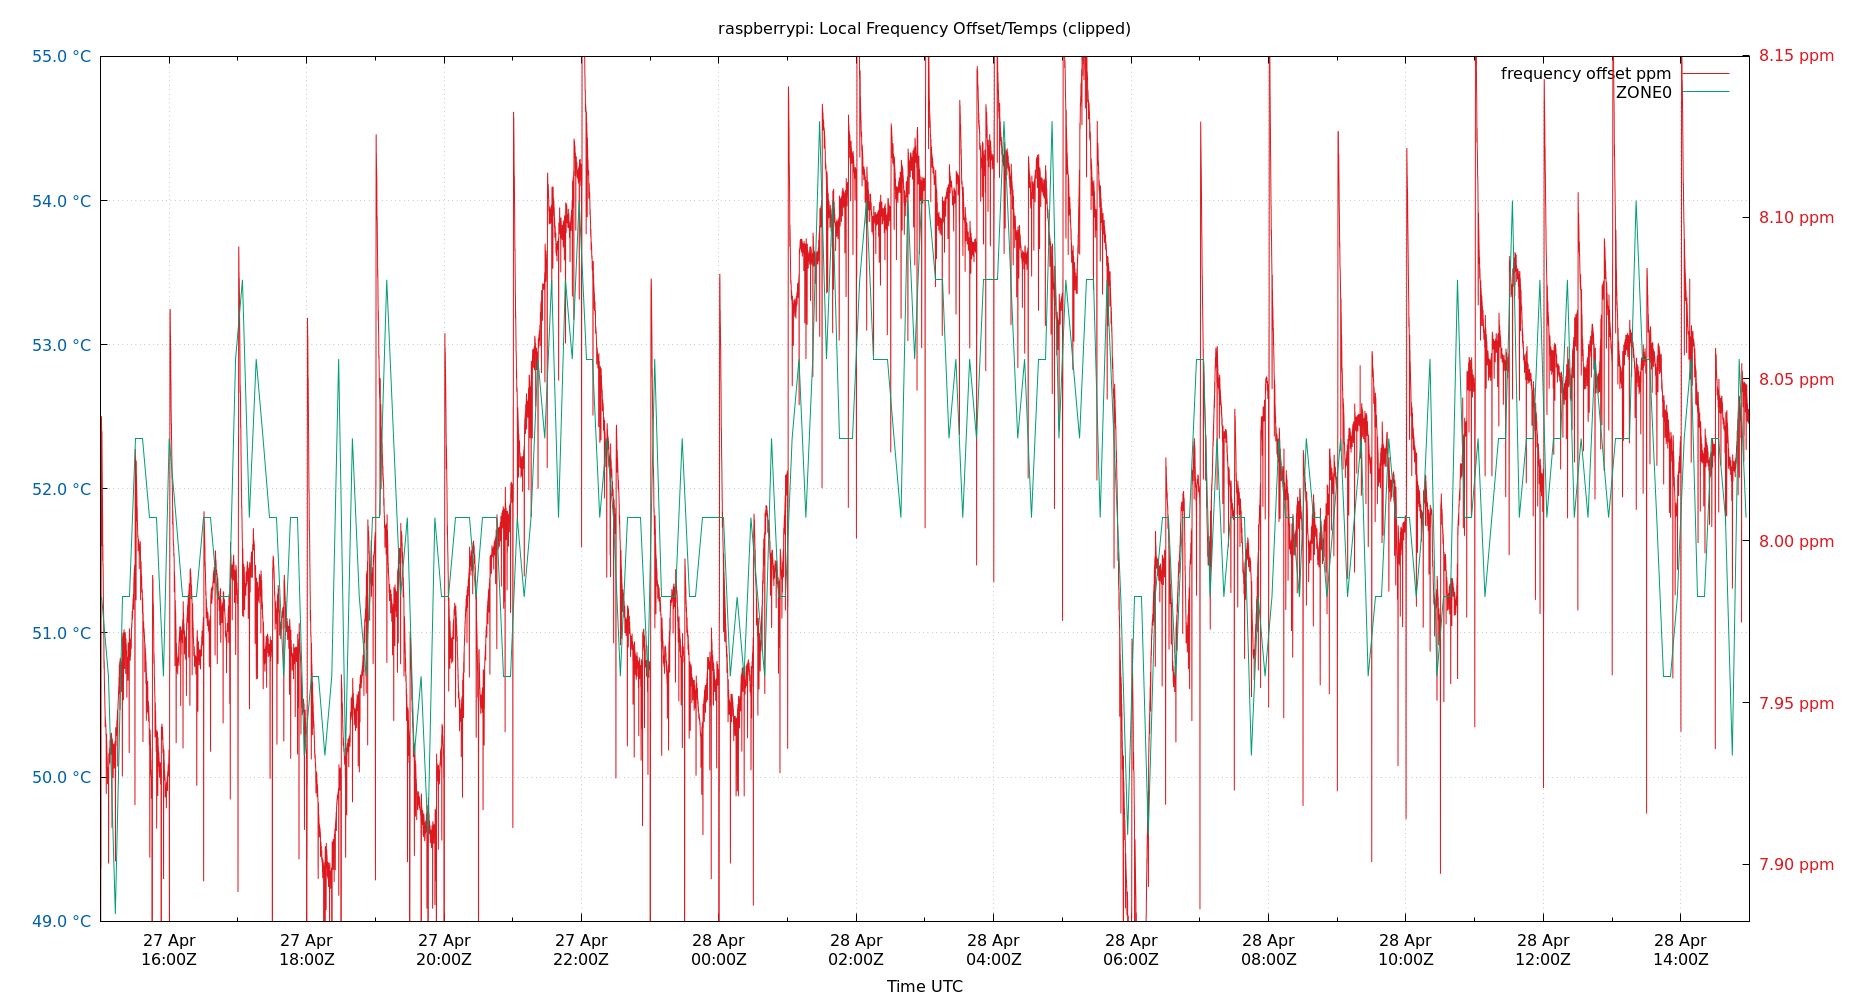 raspberrypi: Local Frequency Offset/Temps (clipped)
55.0 °C
54.0 °C
53.0 °C
52.0 °C
51.0 °C
50.0 °C
49.0 °C
8.15 ppm
8.10 ppm
8.05 ppm
8.00 ppm
7.95 ppm
7.90 ppm
frequency offset ppm
ZONE0
27 Apr
16:00Z
27 Apr
18:00Z
27 Apr
20:00Z
27 Apr
22:00Z
28 Apr
00:00Z
28 Apr
02:00Z
28 Apr
04:00Z
28 Apr
06:00Z
28 Apr
08:00Z
28 Apr
10:00Z
28 Apr
12:00Z
28 Apr
14:00Z
Time UTC